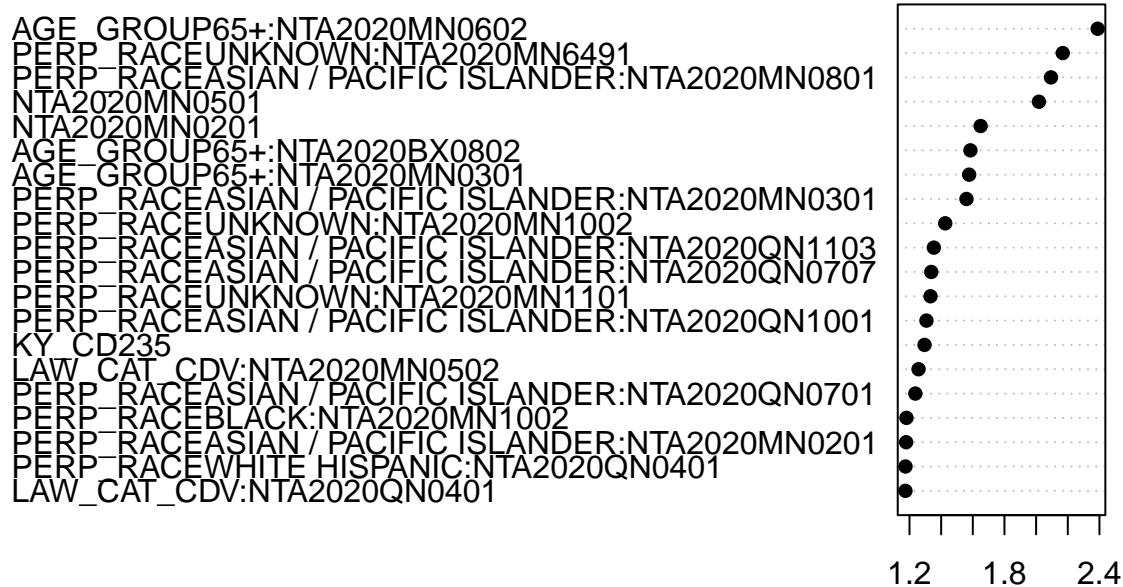 AGE_GROUP65+:NTA2020MN0602
PERP_RACEUNKNOWN:NTA2020MN6491
PERP_RACEASIAN / PACIFIC ISLANDER:NTA2020MN0801
NTA2020MN0501
NTA2020MN0201
AGE_GROUP65+:NTA2020BX0802
AGE_GROUP65+:NTA2020MN0301
PERP_RACEASIAN / PACIFIC ISLANDER:NTA2020MN0301
PERP_RACEUNKNOWN:NTA2020MN1002
PERP_RACEASIAN / PACIFIC ISLANDER:NTA2020QN1103
PERP_RACEASIAN / PACIFIC ISLANDER:NTA2020QN0707
PERP_RACEUNKNOWN:NTA2020MN1101
PERP_RACEASIAN / PACIFIC ISLANDER:NTA2020QN1001
KY_CD235
LAW_CAT_CDV:NTA2020MN0502
PERP_RACEASIAN / PACIFIC ISLANDER:NTA2020QN0701
PERP_RACEBLACK:NTA2020MN1002
PERP_RACEASIAN / PACIFIC ISLANDER:NTA2020MN0201
PERP_RACEWHITE HISPANIC:NTA2020QN0401
LAW_CAT_CDV:NTA2020QN0401
1.2 1.8 2.4